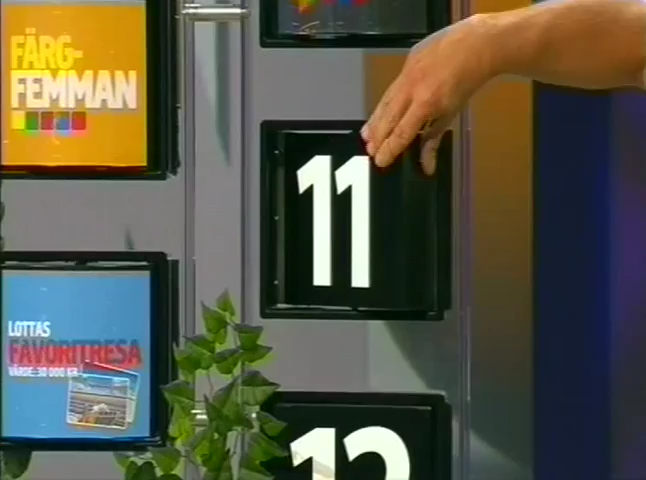 FÄRG-
FEMMAN
11
LOTTAS
FAVORITRESA
VÄRDE: 30 000 KR
12